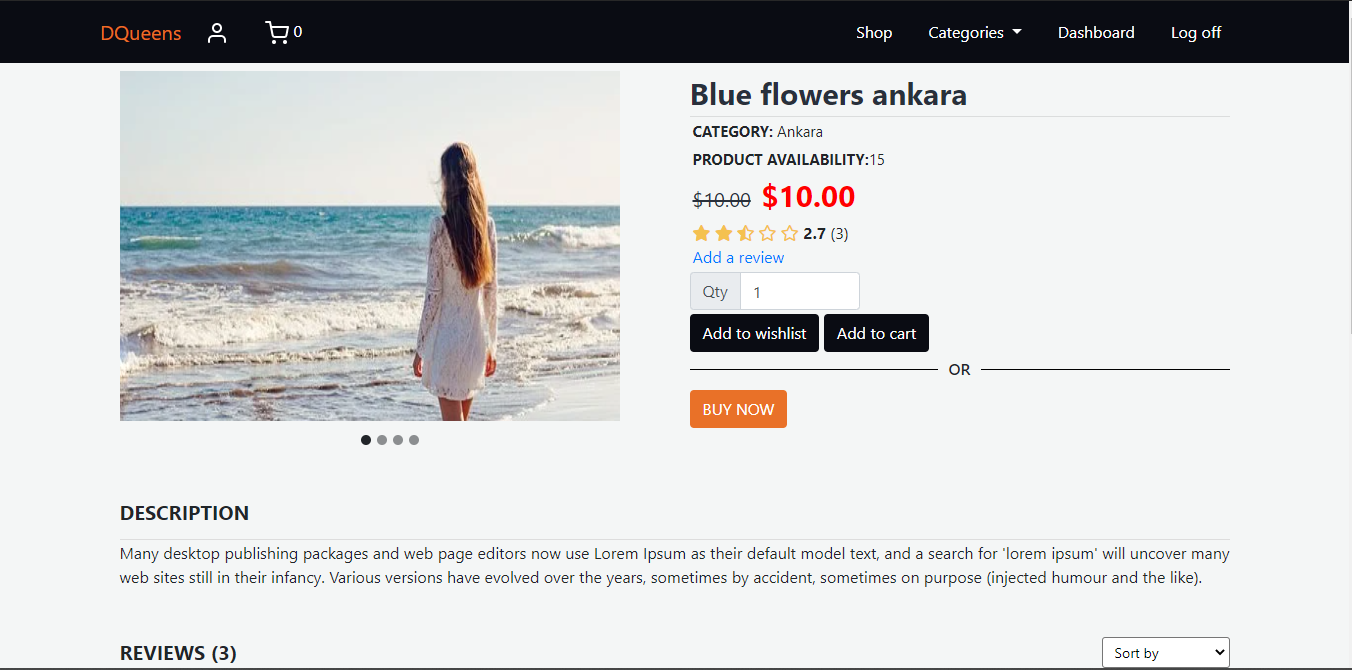 DQueens 0 Shop Categories Dashboard Log off
Blue flowers ankara
CATEGORY: Ankara
PRODUCT AVAILABILITY:15
$10.00 $10.00
2.7 (3)
Add a review
Qty 1
Add to wishlist Add to cart
OR
BUY NOW
DESCRIPTION
Many desktop publishing packages and web page editors now use Lorem Ipsum as their default model text, and a search for 'lorem ipsum' will uncover many
web sites still in their infancy. Various versions have evolved over the years, sometimes by accident, sometimes on purpose (injected humour and the like).
REVIEWS (3) Sort by